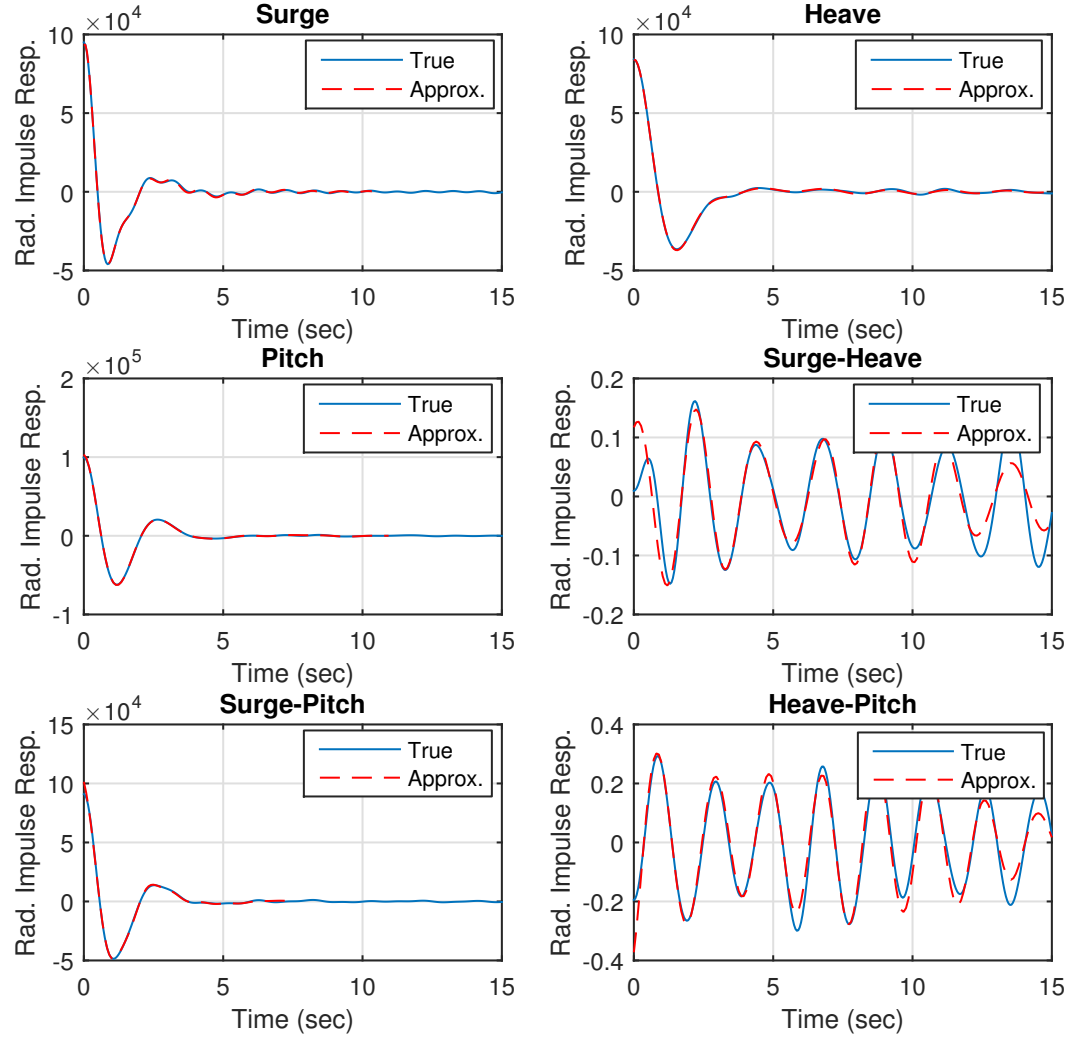 Surge
×10^4
Rad. Impulse Resp.
10
5
0
-5
True
Approx.
0 5 10 15
Time (sec)
Heave
×10^4
Rad. Impulse Resp.
10
5
0
-5
True
Approx.
0 5 10 15
Time (sec)
Pitch
×10^5
Rad. Impulse Resp.
2
1
0
-1
True
Approx.
0 5 10 15
Time (sec)
Surge-Heave
Rad. Impulse Resp.
0.2
0.1
0
-0.1
-0.2
True
Approx.
0 5 10 15
Time (sec)
Surge-Pitch
×10^4
Rad. Impulse Resp.
15
10
5
0
-5
True
Approx.
0 5 10 15
Time (sec)
Heave-Pitch
Rad. Impulse Resp.
0.4
0.2
0
-0.2
-0.4
True
Approx.
0 5 10 15
Time (sec)